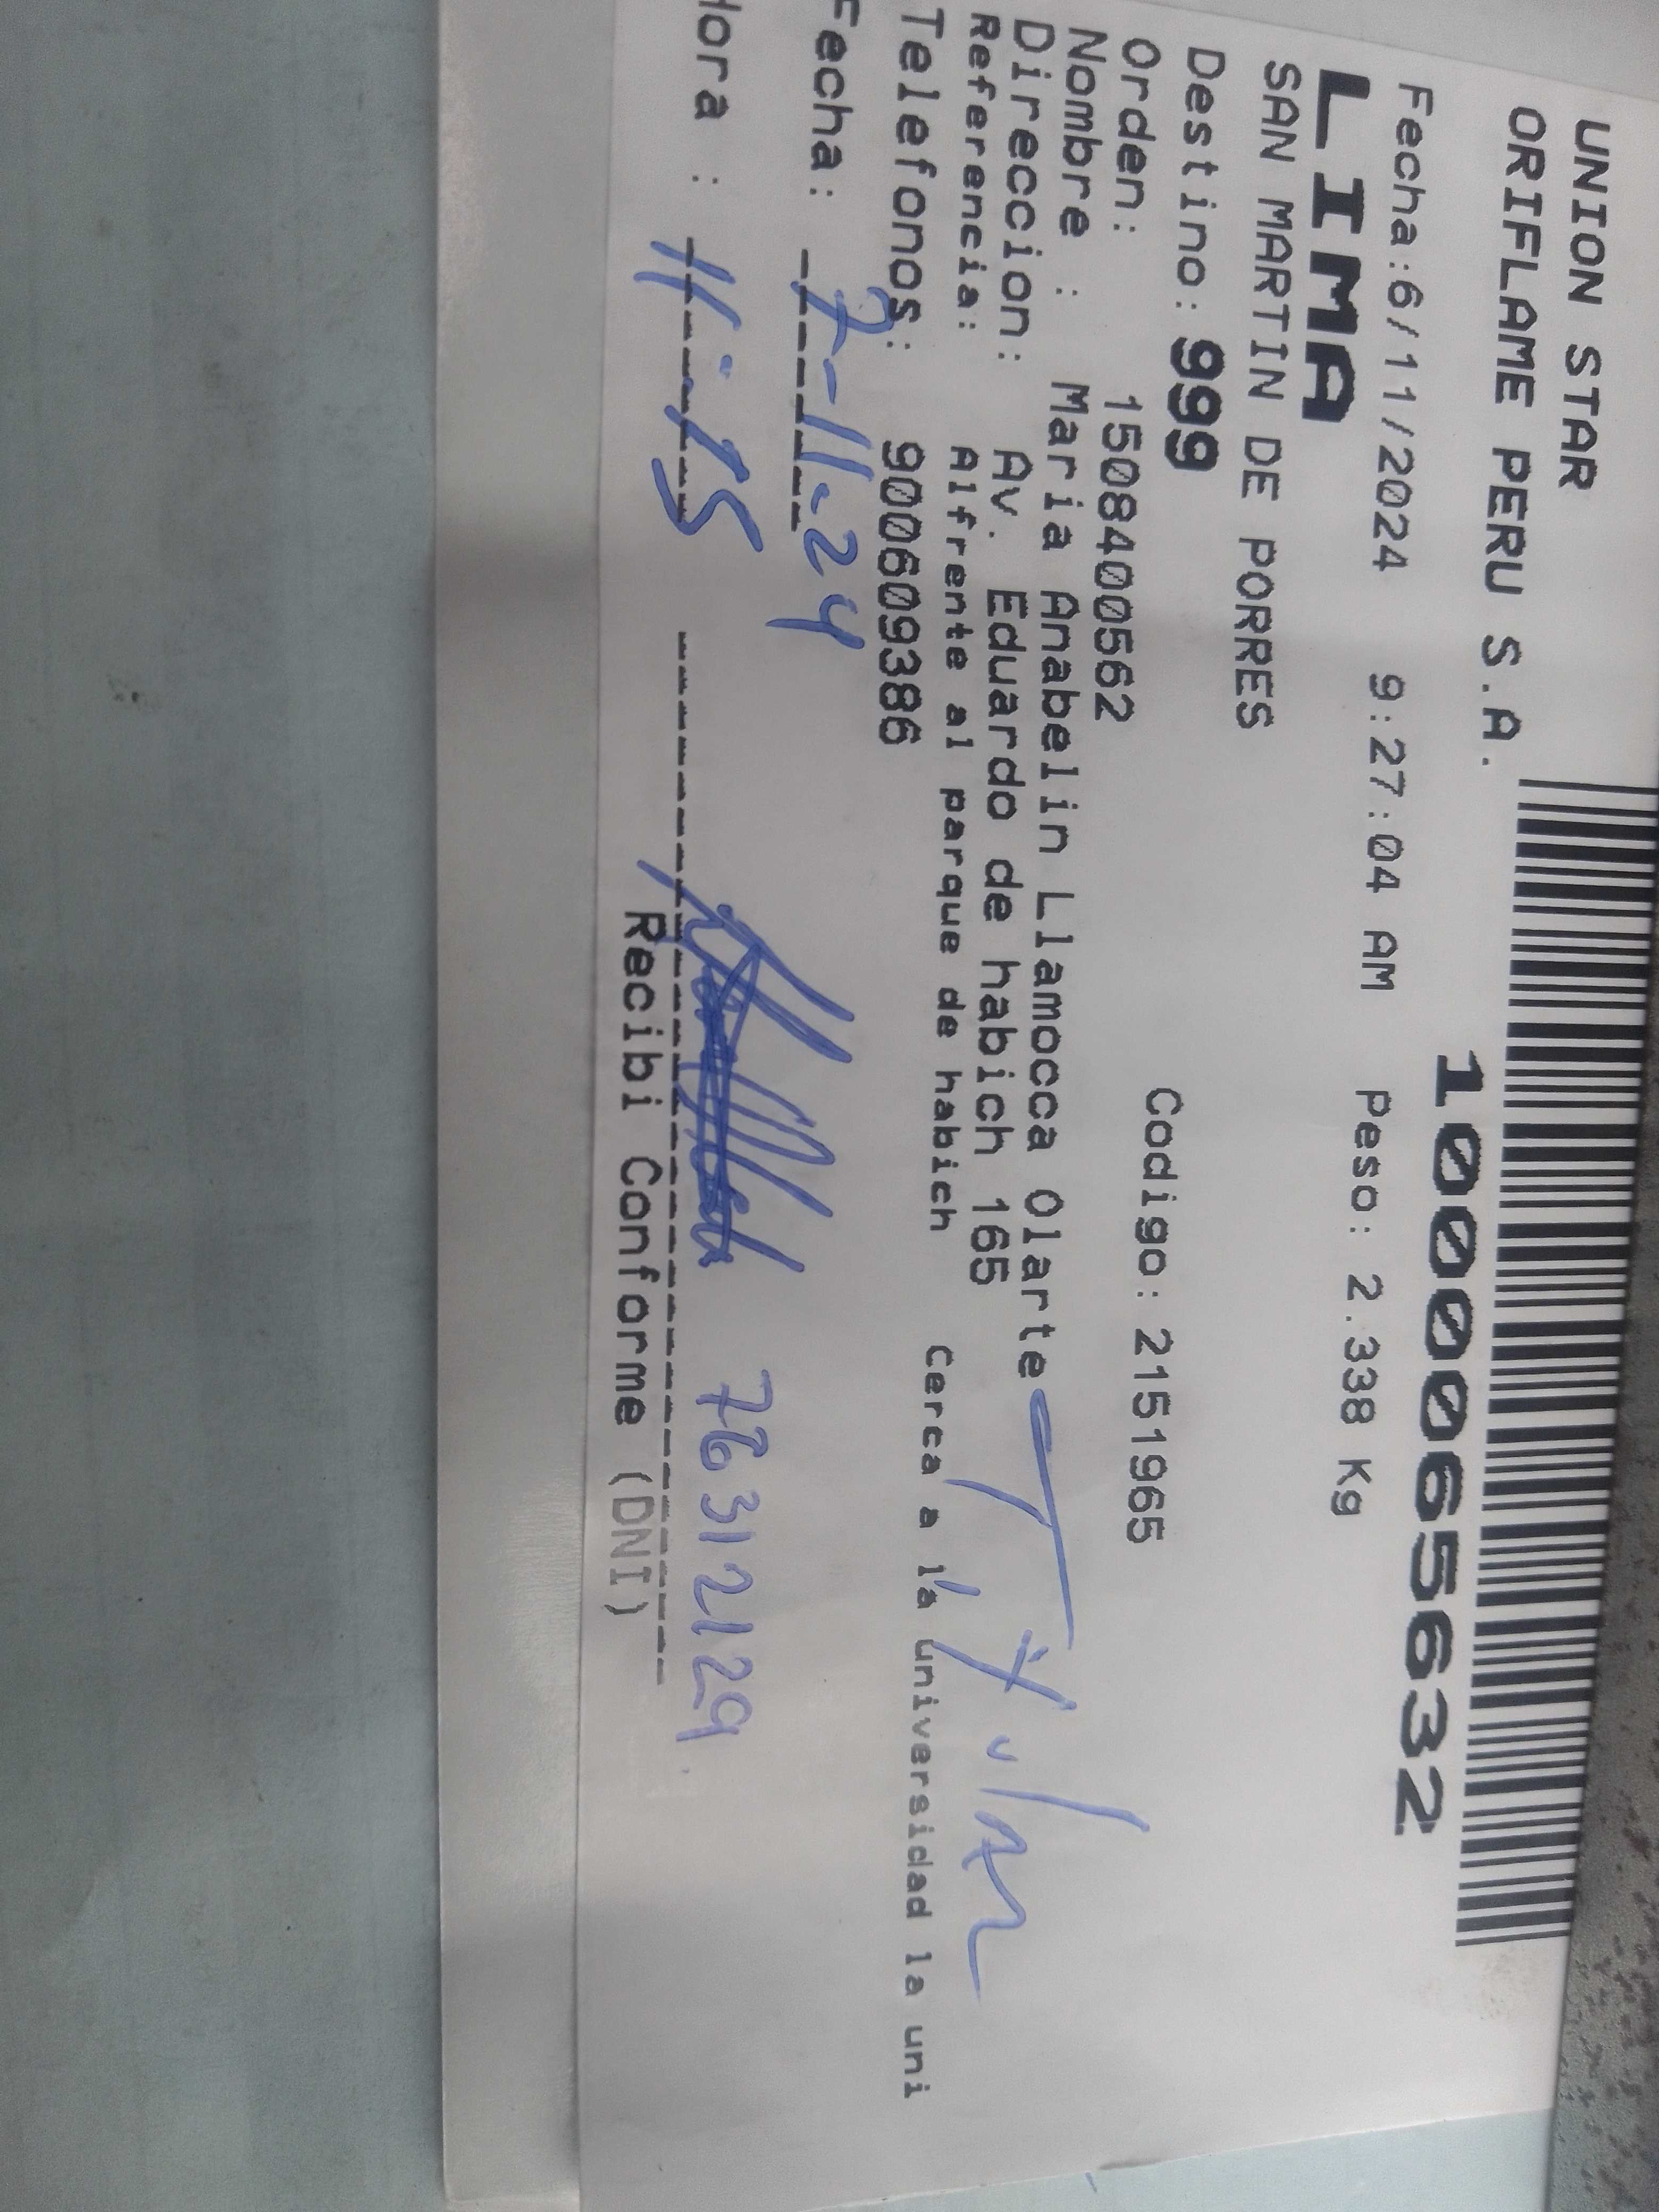 UNION STAR
ORIFLAME PERU S.A.
10000656632
Fecha:6/11/2024 9:27:04 AM Peso: 2.338 Kg
LIMA
SAN MARTIN DE PORRES
Destino: 999
Codigo: 2151965
Orden: 1508400562
Nombre : Maria Anabelin Llamocca Olarte
Direccion: Av. Eduardo de habich 165
Referencia: Alfrente al parque de habich Cerca a la universidad la uni
Telefonos: 900609386
Fecha: 7-11-24
Hora : 11:15
76312129
Recibi Conforme (DNI)